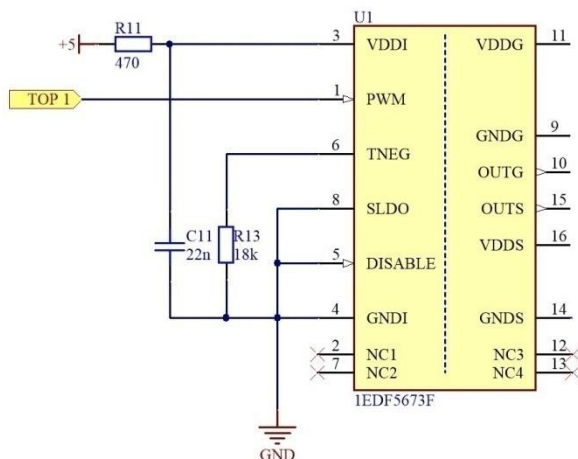 U1
R11
+5
470
3 VDDI
VDDG 11
TOP 1
1 PWM
GNDG 9
6 TNEG
OUTG 10
8 SLDO
OUTS 15
C11
22n
R13
18k
VDDS 16
5 DISABLE
4 GNDI
GNDS 14
2 NC1
NC3 12
7 NC2
NC4 13
1EDF5673F
GND